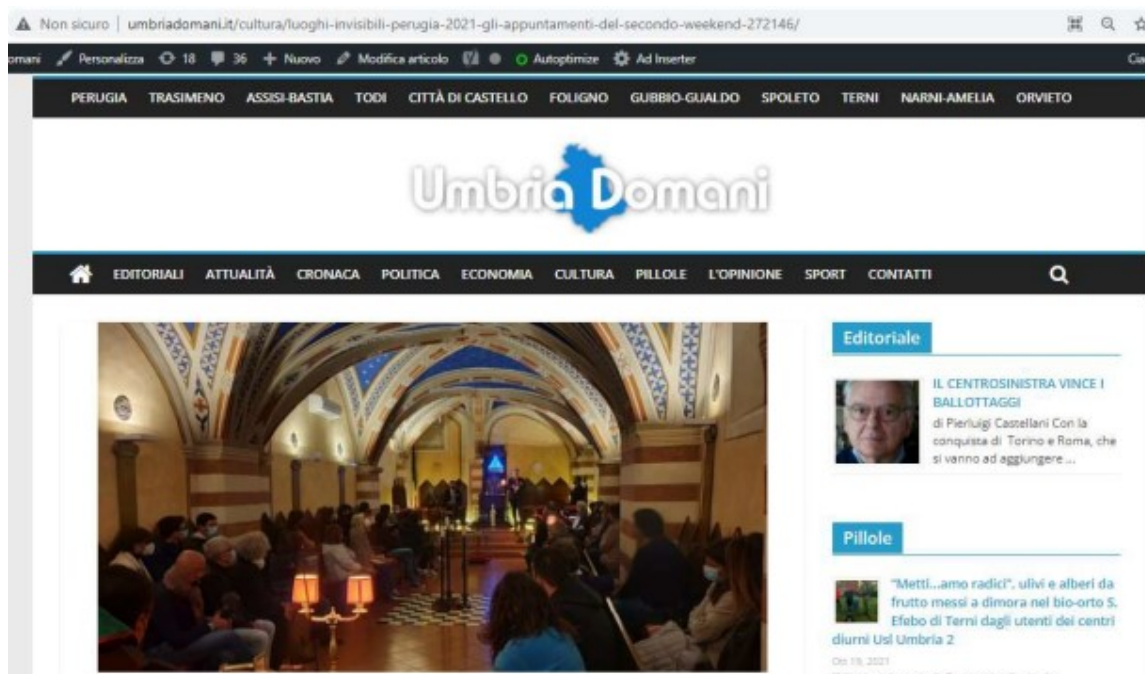 Non sicuro | umbriadomani.it/cultura/luoghi-invisibili-perugia-2021-gli-appuntamenti-del-secondo-weekend-272146/
omani Personalizza 18 36 + Nuovo Modifica articolo Autoptimize Ad Inserter Cia
PERUGIA TRASIMENO ASSISI-BASTIA TODI CITTÀ DI CASTELLO FOLIGNO GUBBIO-GUALDO SPOLETO TERNI NARNI-AMELIA ORVIETO
Umbria Domani
EDITORIALI ATTUALITÀ CRONACA POLITICA ECONOMIA CULTURA PILLOLE L'OPINIONE SPORT CONTATTI
Editoriale
IL CENTROSINISTRA VINCE I
BALLOTTAGGI
di Pierluigi Castellani Con la
conquista di Torino e Roma, che
si vanno ad aggiungere ...
Pillole
"Metti...amo radici", ulivi e alberi da
frutto messi a dimora nel bio-orto S.
Efebo di Terni dagli utenti dei centri
diurni Usl Umbria 2
Oct 19, 2021